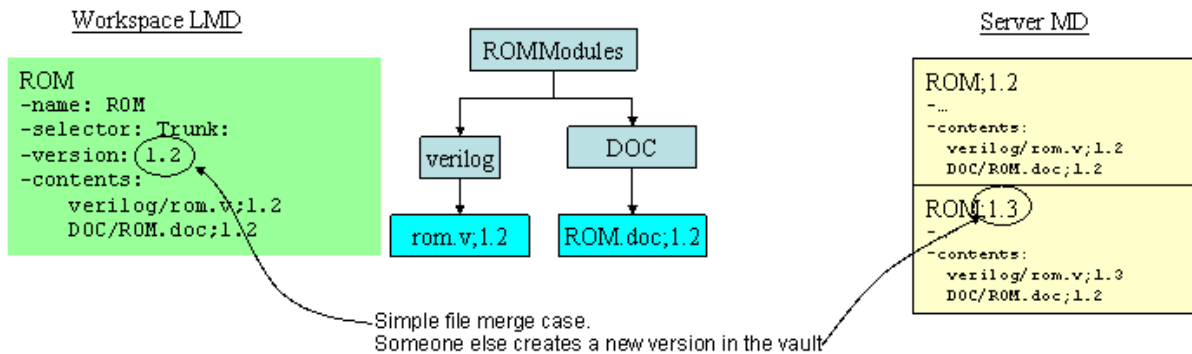 Workspace LMD
ROM
-name: ROM
-selector: Trunk:
-version: 1.2
-contents:
verilog/rom.v;1.2
DOC/ROM.doc;1.2
ROMModules
verilog
DOC
rom.v;1.2
ROM.doc;1.2
Server MD
ROM;1.2
-…
-contents:
verilog/rom.v;1.2
DOC/ROM.doc;1.2
ROM;1.3
-…
-contents:
verilog/rom.v;1.3
DOC/ROM.doc;1.2
Simple file merge case.
Someone else creates a new version in the vault